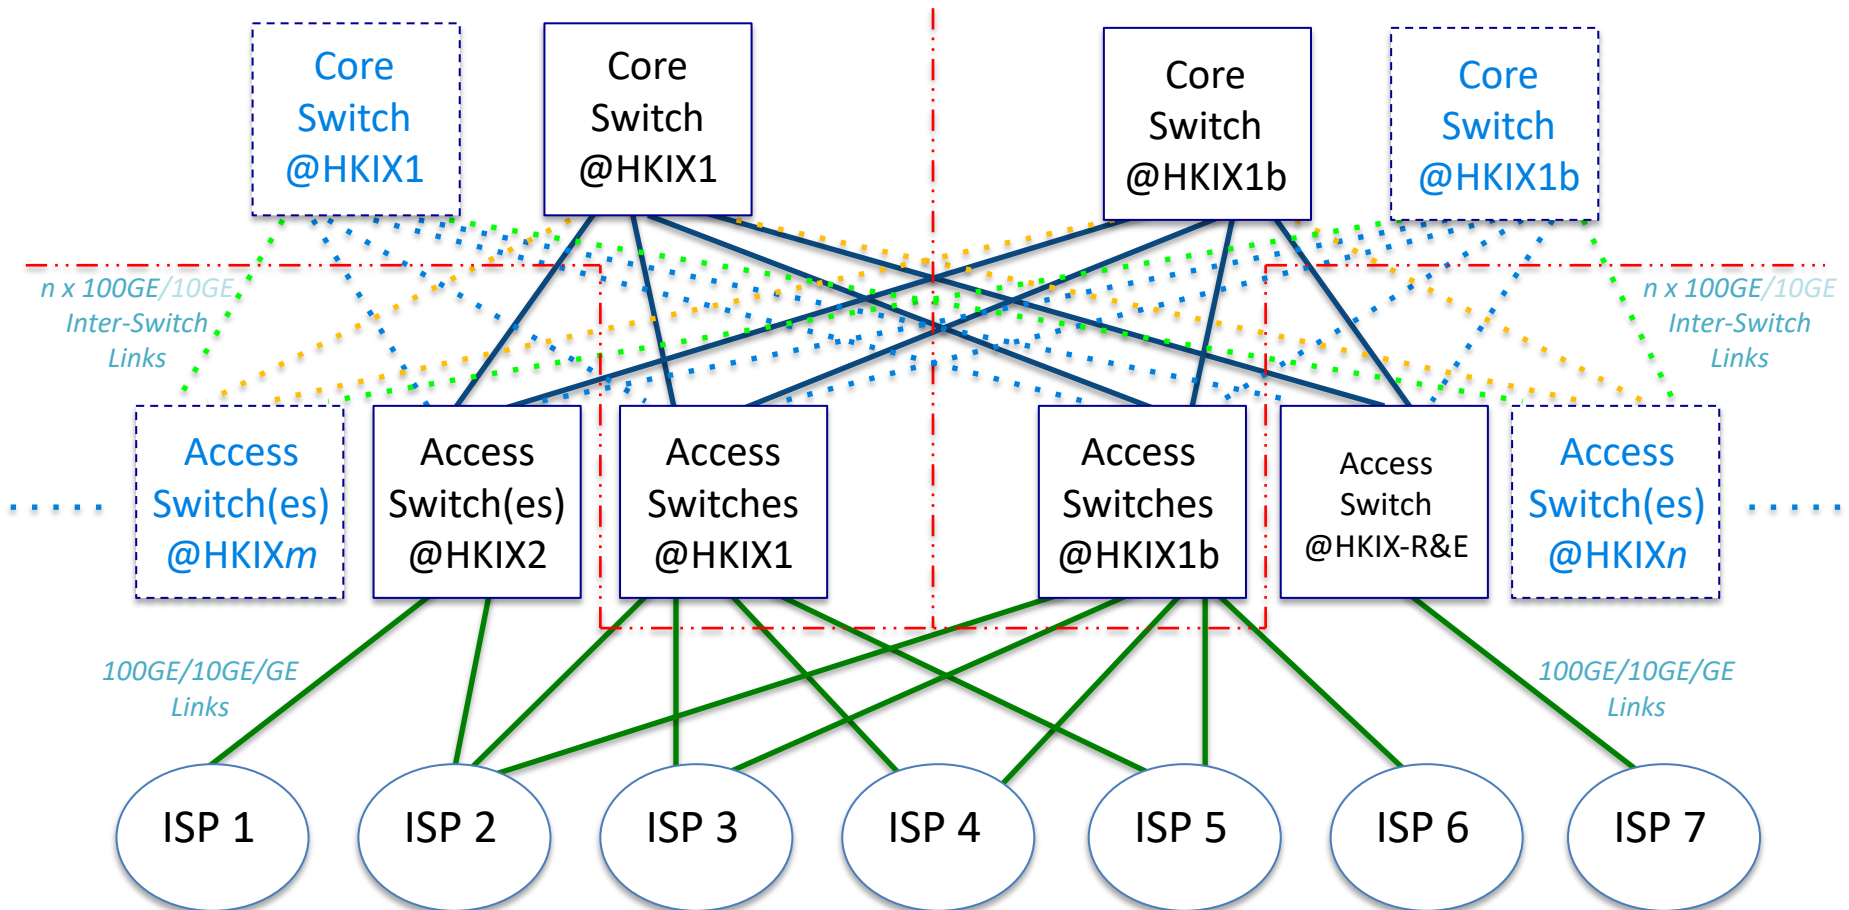 Core
Switch
@HKIX1
Core
Switch
@HKIX1
Core
Switch
@HKIX1b
Core
Switch
@HKIX1b
n x 100GE/10GE
Inter-Switch
Links
n x 100GE/10GE
Inter-Switch
Links
Access
Switch(es)
@HKIXm
Access
Switch(es)
@HKIX2
Access
Switches
@HKIX1
Access
Switches
@HKIX1b
Access
Switch
@HKIX-R&E
Access
Switch(es)
@HKIXn
100GE/10GE/GE
Links
100GE/10GE/GE
Links
ISP 1
ISP 2
ISP 3
ISP 4
ISP 5
ISP 6
ISP 7